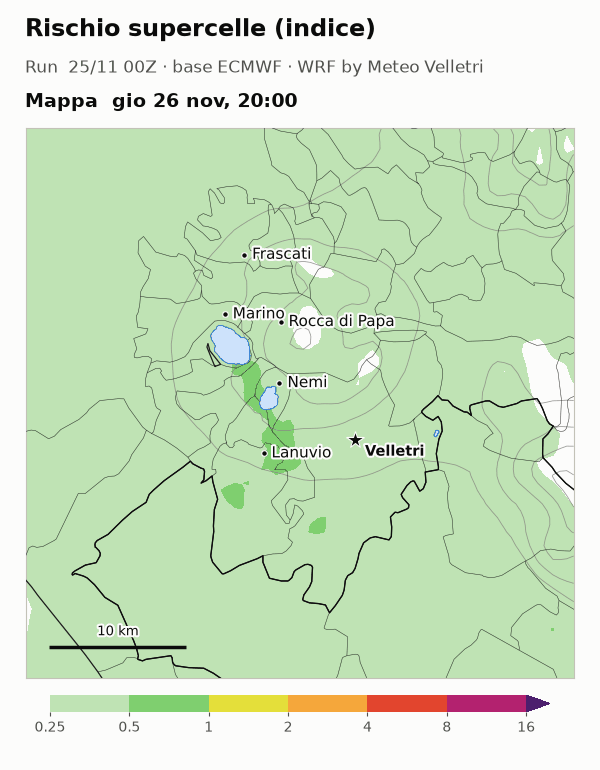 Rischio supercelle (indice)
Run  25/11 00Z · base ECMWF · WRF by Meteo Velletri
Mappa  gio 26 nov, 20:00
Frascati
Marino
Rocca di Papa
Nemi
Velletri
Lanuvio
10 km
0.25 0.5 1 2 4 8 16